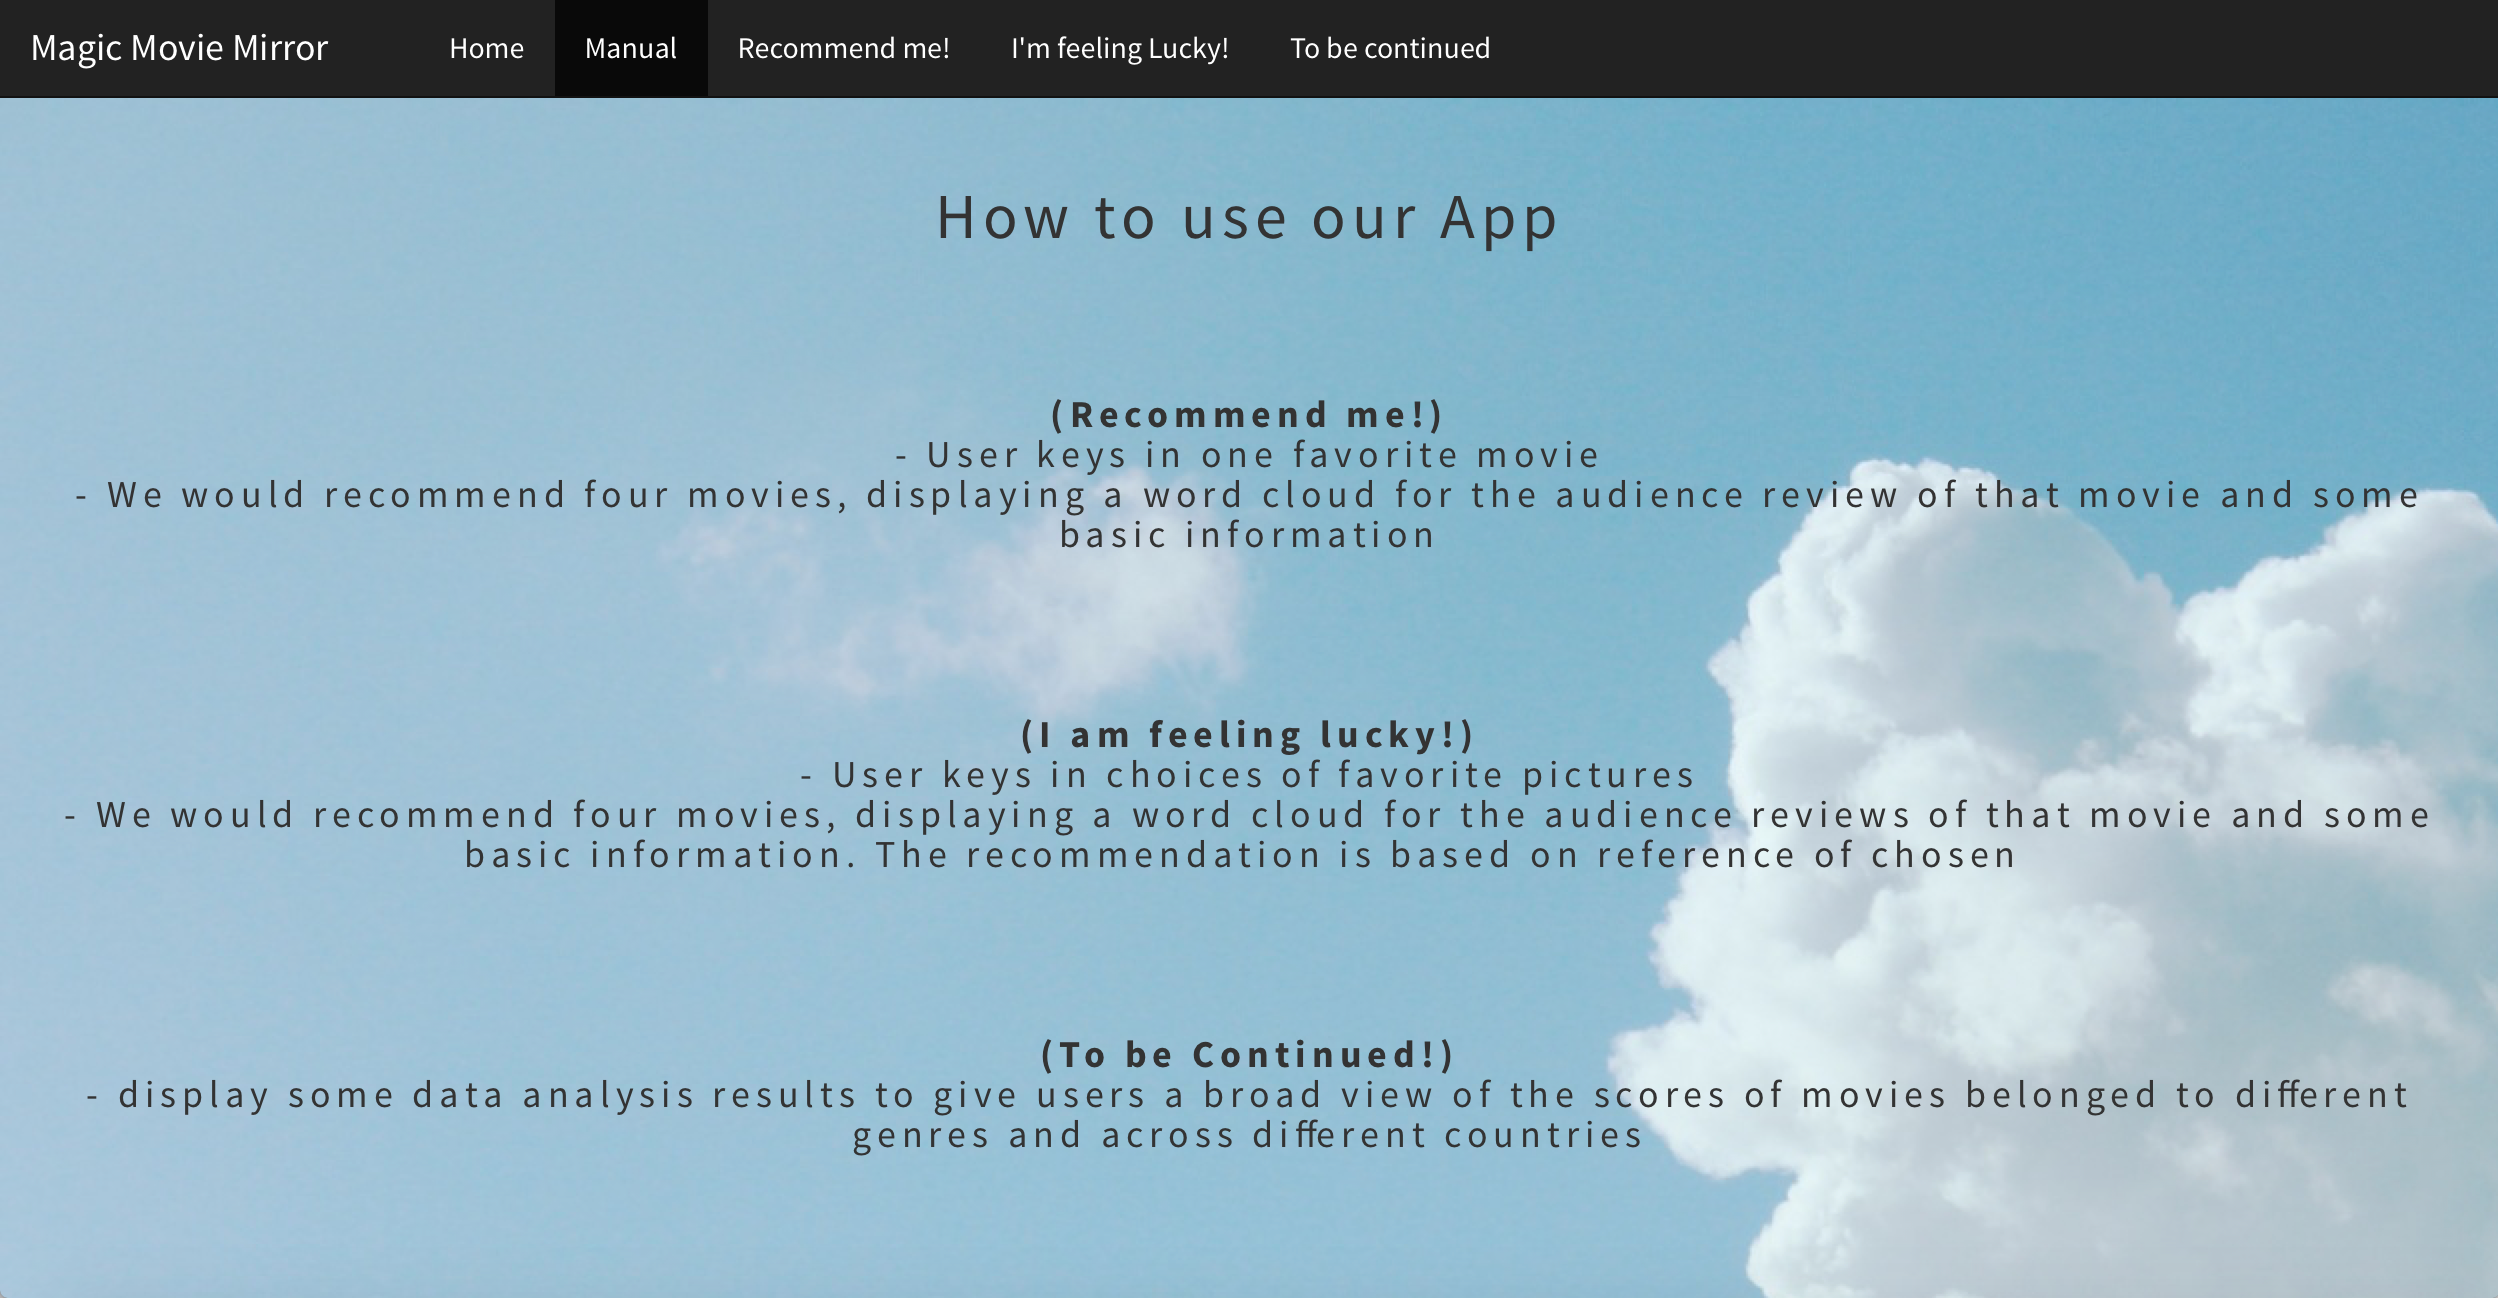 Magic Movie Mirror Home Manual Recommend me! I'm feeling Lucky! To be continued
How to use our App
(Recommend me!)
- User keys in one favorite movie
- We would recommend four movies, displaying a word cloud for the audience review of that movie and some
basic information
(I am feeling lucky!)
- User keys in choices of favorite pictures
- We would recommend four movies, displaying a word cloud for the audience reviews of that movie and some
basic information. The recommendation is based on reference of chosen
(To be Continued!)
- display some data analysis results to give users a broad view of the scores of movies belonged to different
genres and across different countries